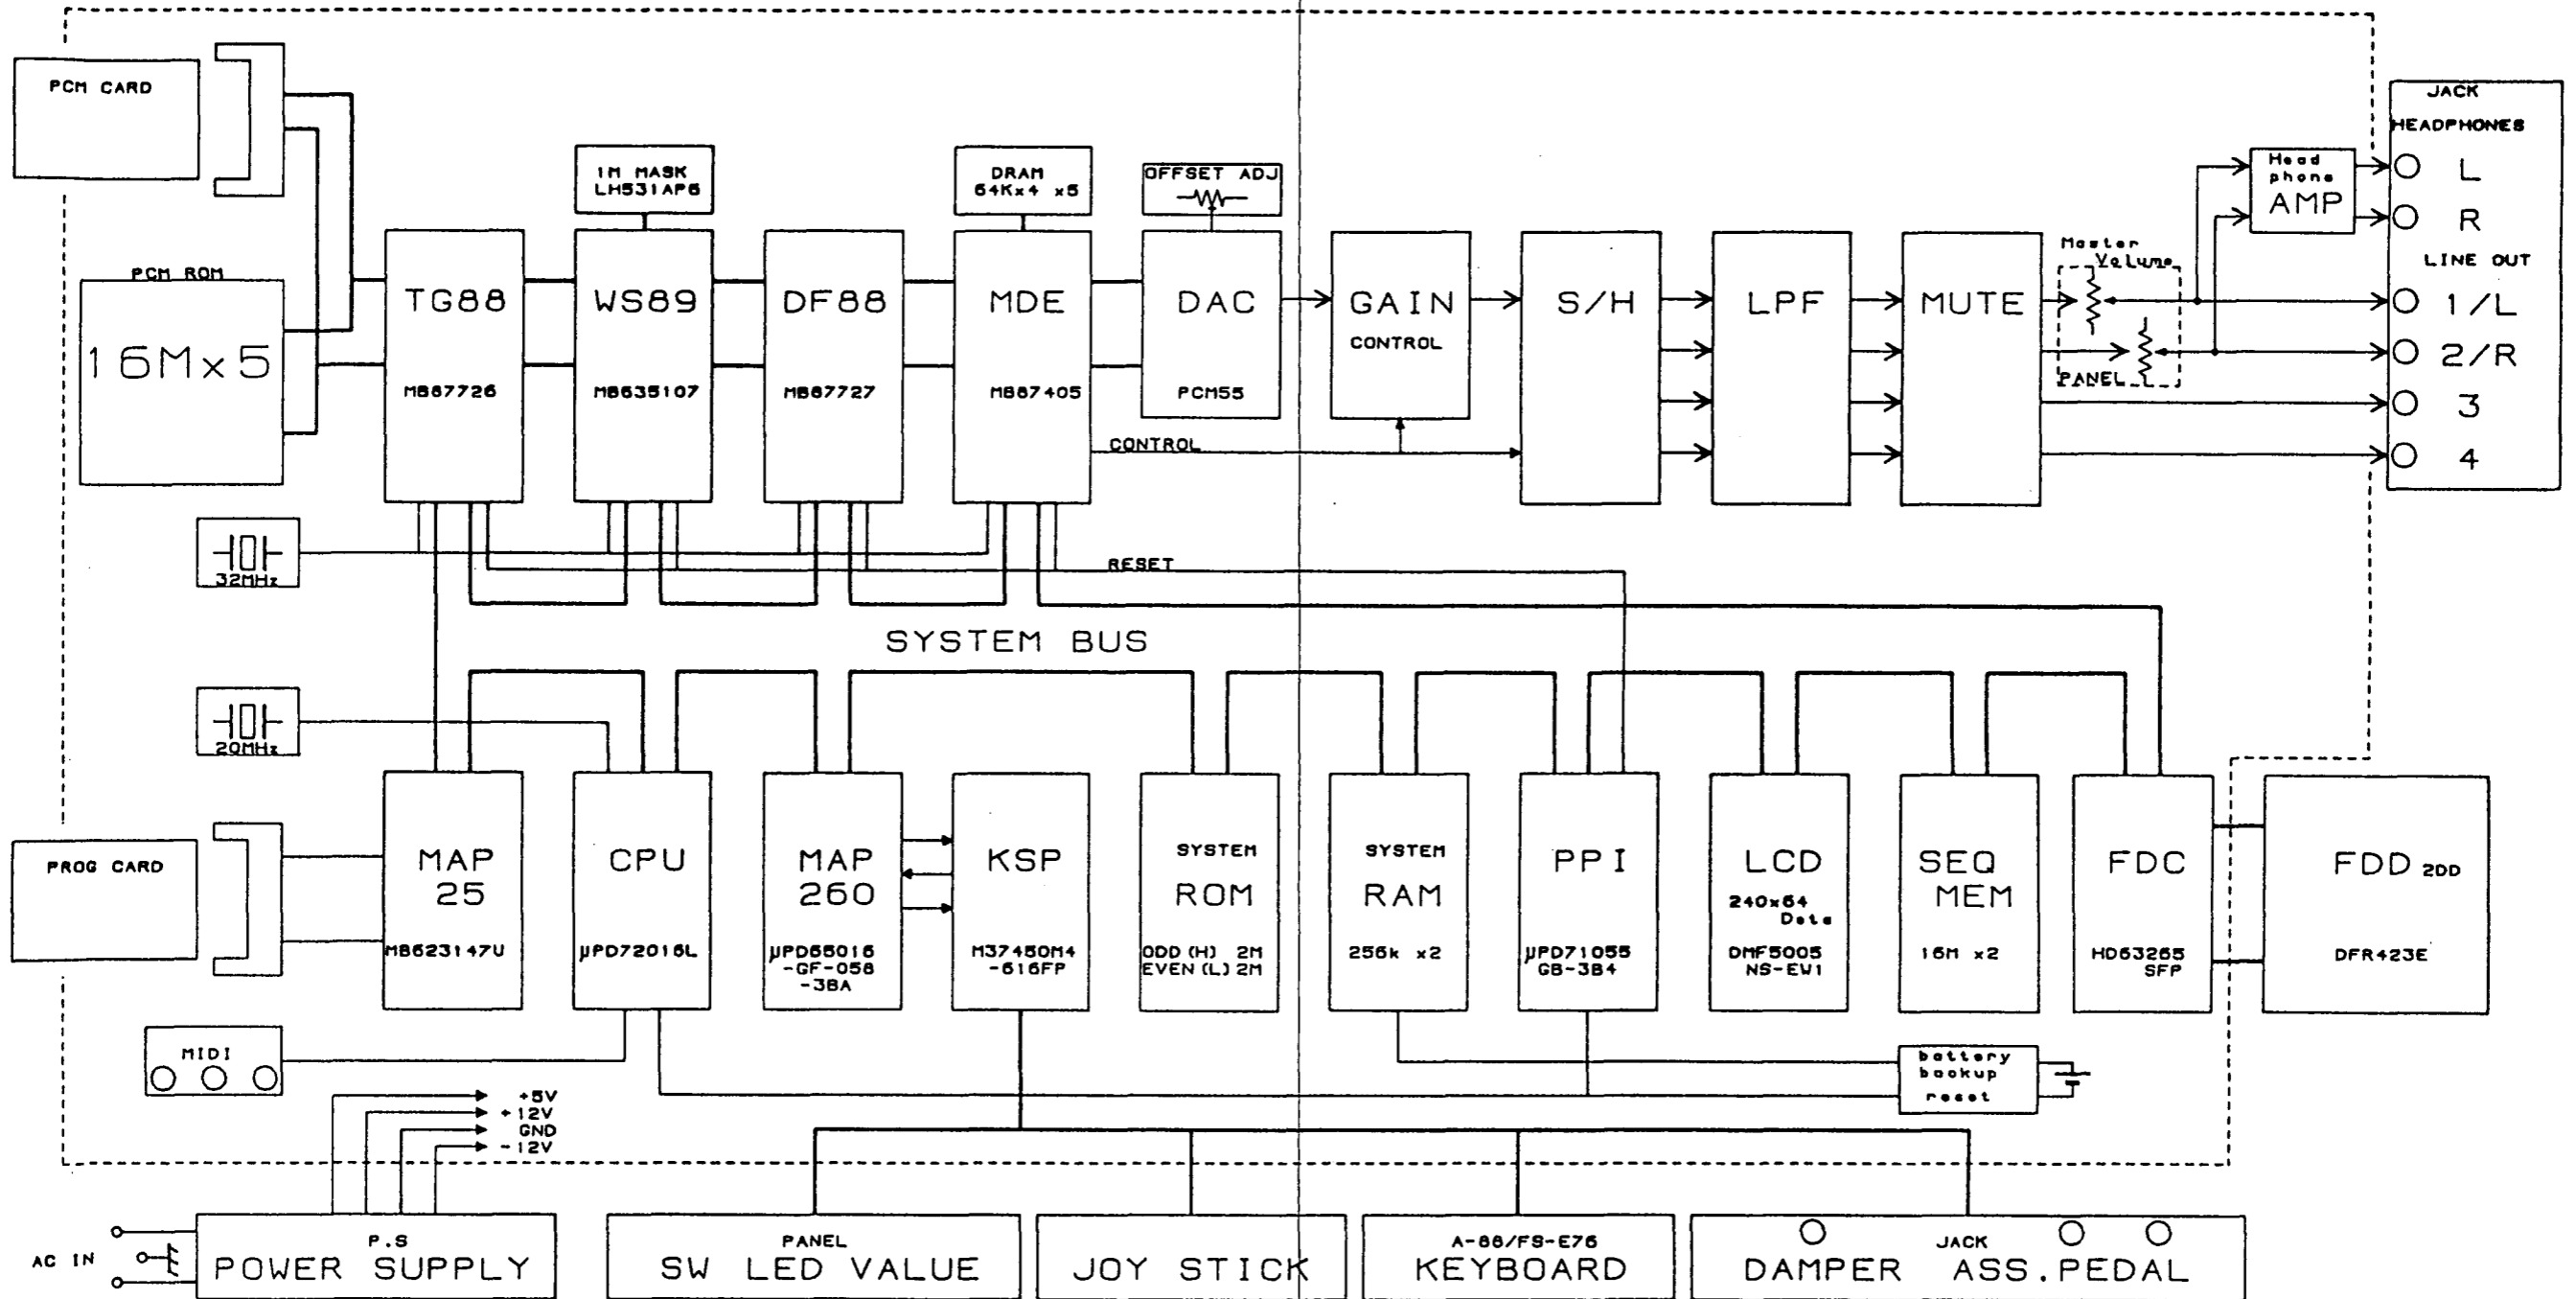 PCM CARD
PCM ROM
16Mx5
1M MASK
LH531AP6
DRAM
64Kx4 x5
OFFSET ADJ
TG88
MB87726
WS89
MB635107
DF88
MB87727
MDE
MB87405
DAC
PCM55
GAIN
CONTROL
S/H
LPF
MUTE
Master
Volume
PANEL
Head
phone
AMP
JACK
HEADPHONES
L
R
LINE OUT
1/L
2/R
3
4
CONTROL
32MHz
RESET
SYSTEM BUS
20MHz
PROG CARD
MAP
25
MB623147U
CPU
µPD72016L
MAP
260
µPD65016
-GF-058
-3BA
KSP
M37450M4
-616FP
SYSTEM
ROM
ODD (H) 2M
EVEN (L) 2M
SYSTEM
RAM
256k x2
PPI
µPD71055
GB-3B4
LCD
240x64
Dots
DMF5005
NS-EW1
SEQ
MEM
16M x2
FDC
HD63265
SFP
FDD 2DD
DFR423E
MIDI
battery
backup
reset
+5V
+12V
GND
-12V
AC IN
P.S
POWER SUPPLY
PANEL
SW LED VALUE
JOY STICK
A-88/FS-E76
KEYBOARD
JACK
DAMPER ASS.PEDAL